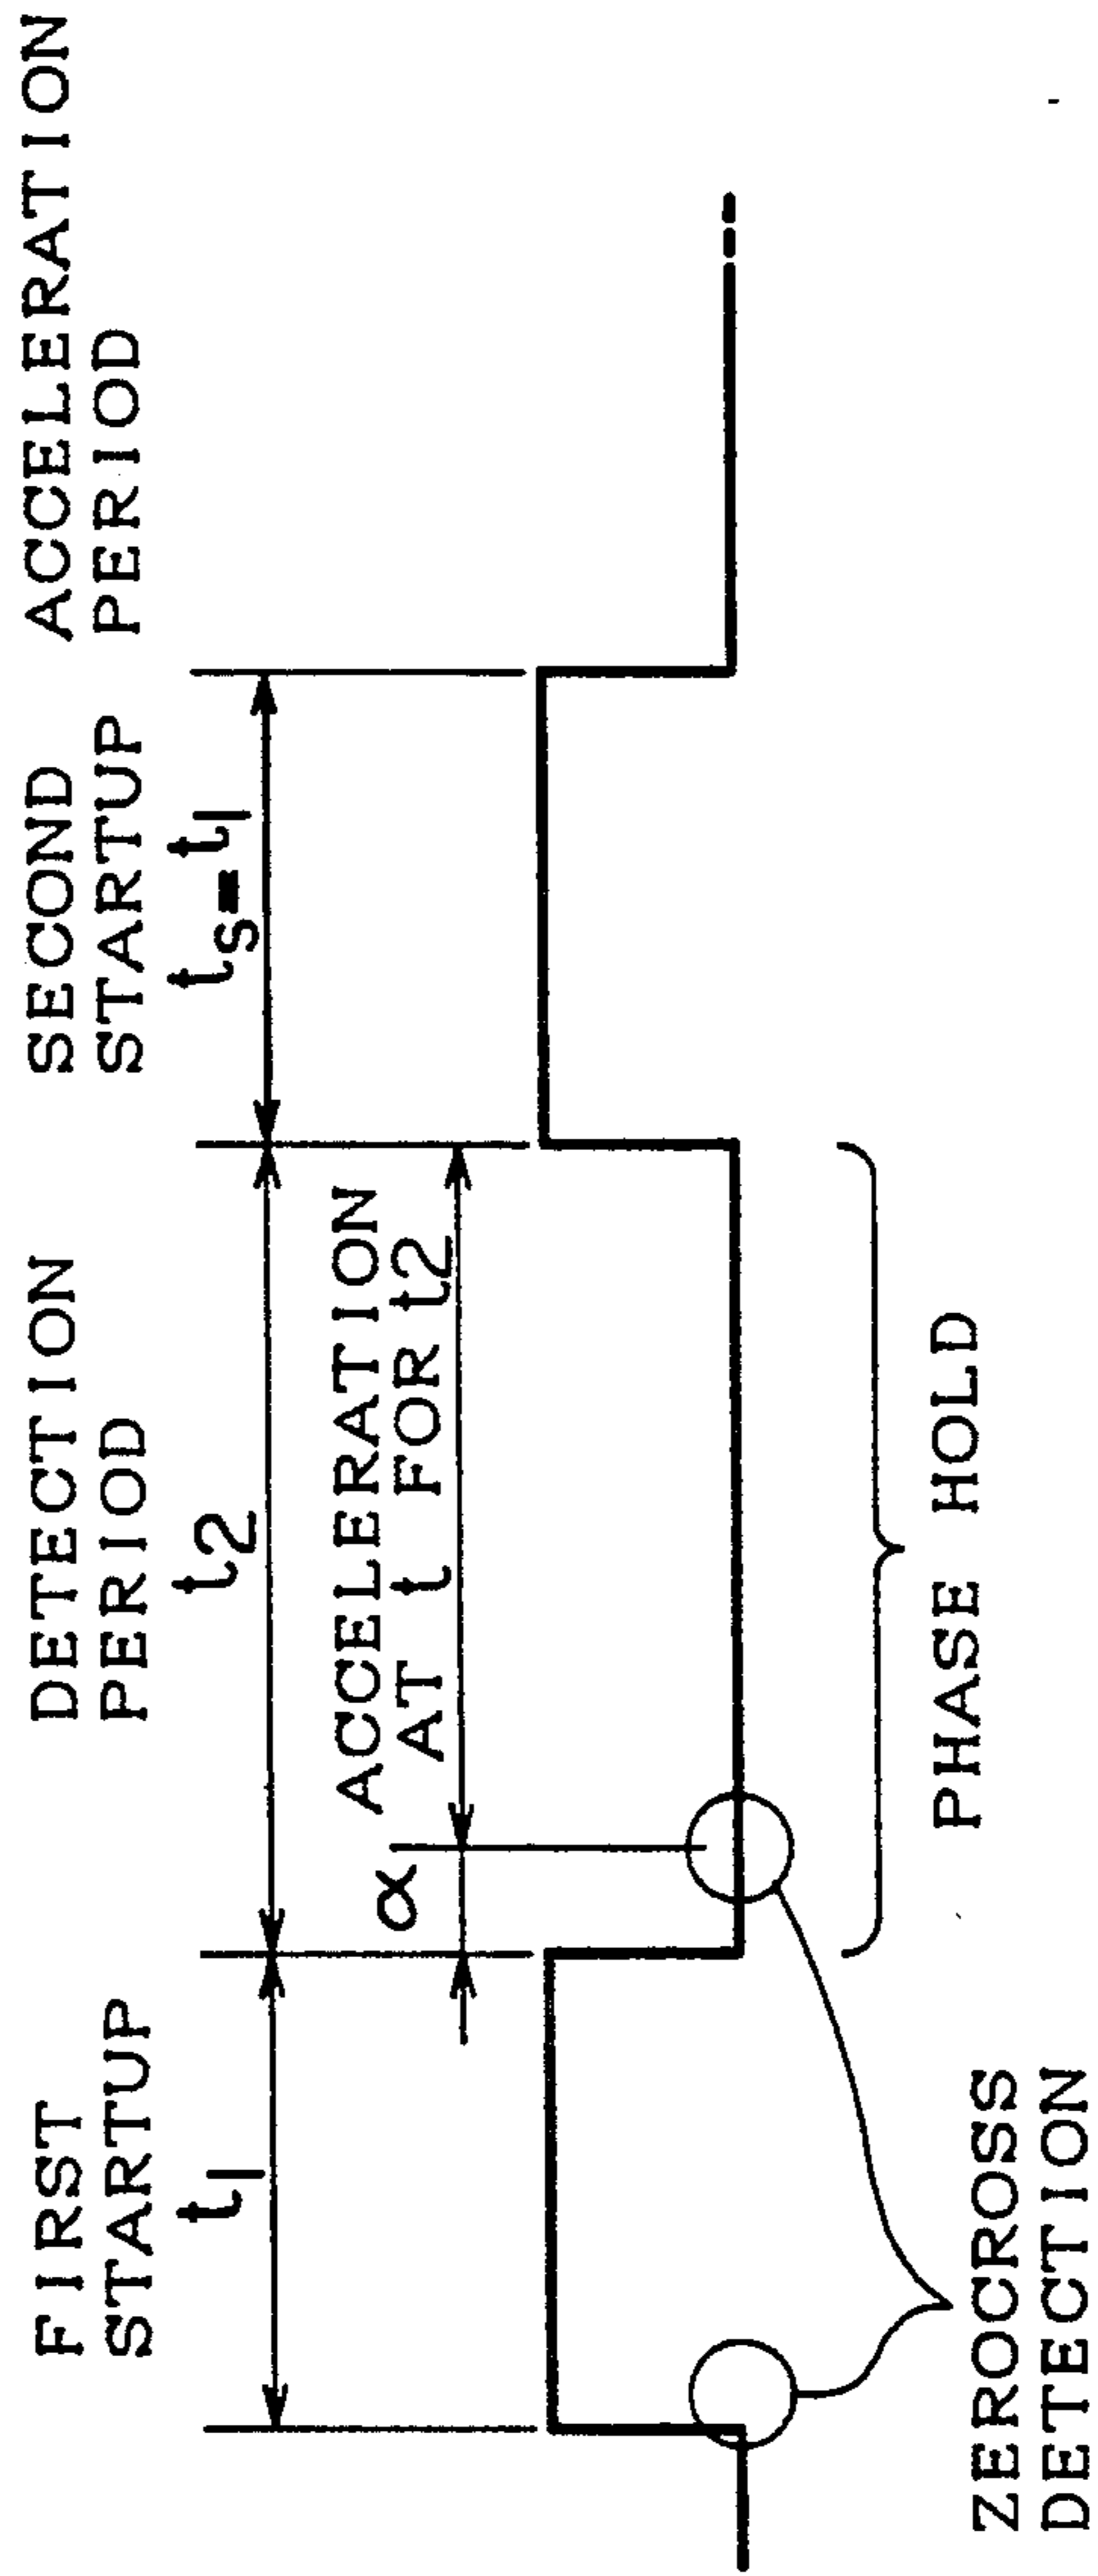 FIRST
STARTUP
t1
DETECTION
PERIOD
t2
SECOND
STARTUP
ts=t1
ACCELERATION
PERIOD
α
ACCELERATION
AT t FOR t2
PHASE HOLD
ZEROCROSS
DETECTION